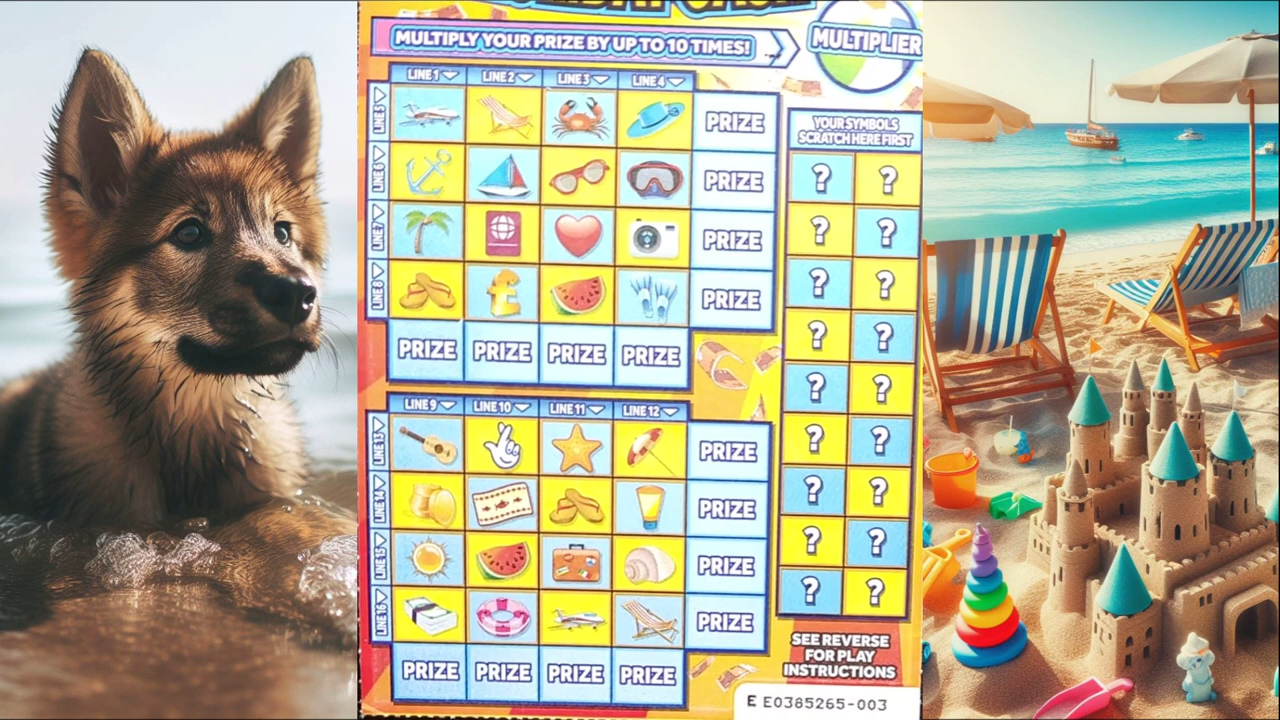 MULTIPLY YOUR PRIZE BY UP TO 10 TIMES!
MULTIPLIER
LINE 1 LINE 2 LINE 3 LINE 4
LINE 5
PRIZE
LINE 6
PRIZE
LINE 7
PRIZE
LINE 8
£
PRIZE
PRIZE PRIZE PRIZE PRIZE
YOUR SYMBOLS
SCRATCH HERE FIRST
? ?
? ?
? ?
? ?
? ?
? ?
? ?
? ?
? ?
LINE 9 LINE 10 LINE 11 LINE 12
LINE 13
PRIZE
LINE 14
PRIZE
LINE 15
PRIZE
LINE 16
PRIZE
PRIZE PRIZE PRIZE PRIZE
SEE REVERSE
FOR PLAY
INSTRUCTIONS
E E0385265-003